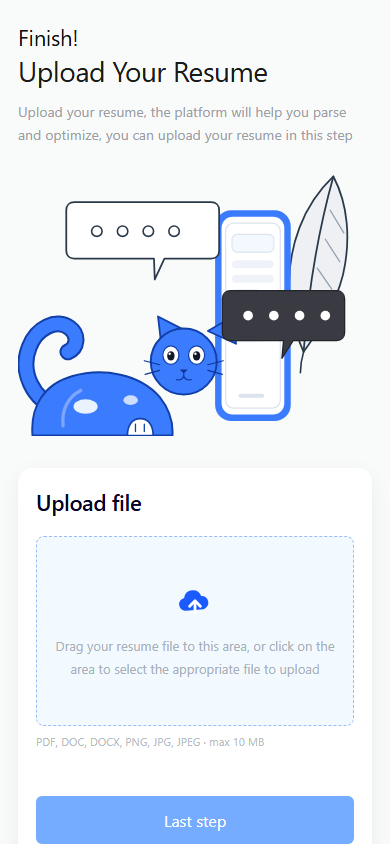 Finish!
Upload Your Resume
Upload your resume, the platform will help you parse
and optimize, you can upload your resume in this step
Upload file
Drag your resume file to this area, or click on the
area to select the appropriate file to upload
PDF, DOC, DOCX, PNG, JPG, JPEG · max 10 MB
Last step